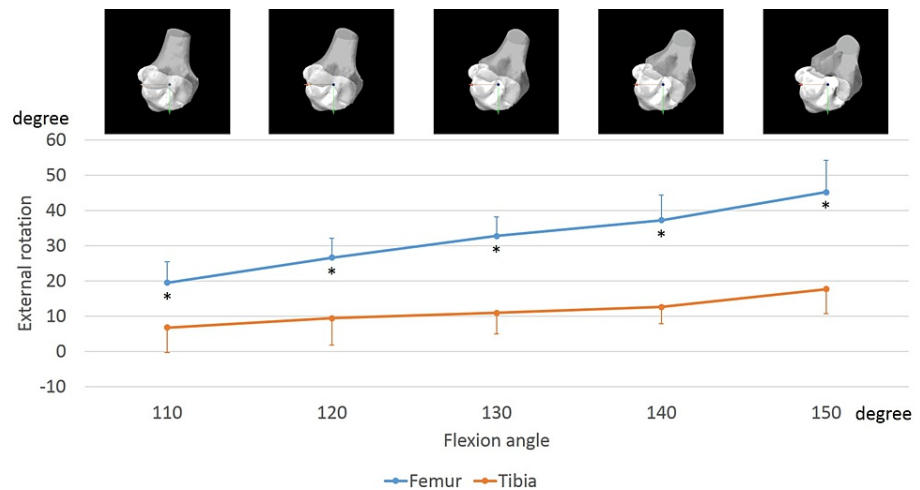 degree
60
50
40
30
20
10
0
-10
External rotation
*
*
*
*
*
110 120 130 140 150 degree
Flexion angle
Femur Tibia